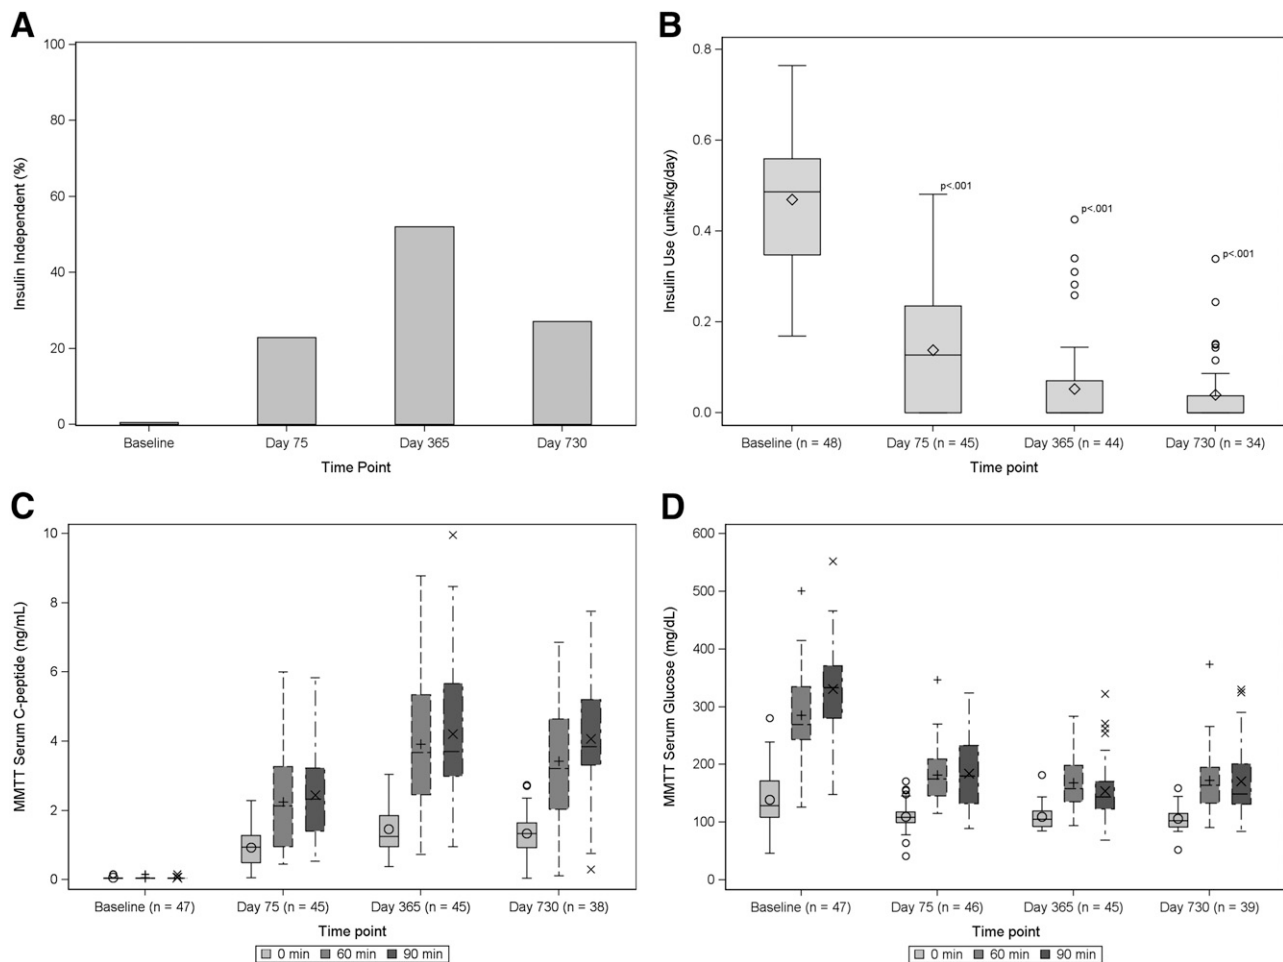 A
Insulin Independent (%)
100
80
60
40
20
0
Baseline
Day 75
Day 365
Day 730
Time Point
B
Insulin Use (units/kg/day)
0.8
0.6
0.4
0.2
0.0
p<.001
p<.001
p<.001
Baseline (n = 48)
Day 75 (n = 45)
Day 365 (n = 44)
Day 730 (n = 34)
Time point
C
MMTT Serum C-peptide (ng/mL)
10
8
6
4
2
0
Baseline (n = 47)
Day 75 (n = 45)
Day 365 (n = 45)
Day 730 (n = 38)
Time point
0 min 60 min 90 min
D
MMTT Serum Glucose (mg/dL)
600
500
400
300
200
100
0
Baseline (n = 47)
Day 75 (n = 46)
Day 365 (n = 45)
Day 730 (n = 39)
Time point
0 min 60 min 90 min